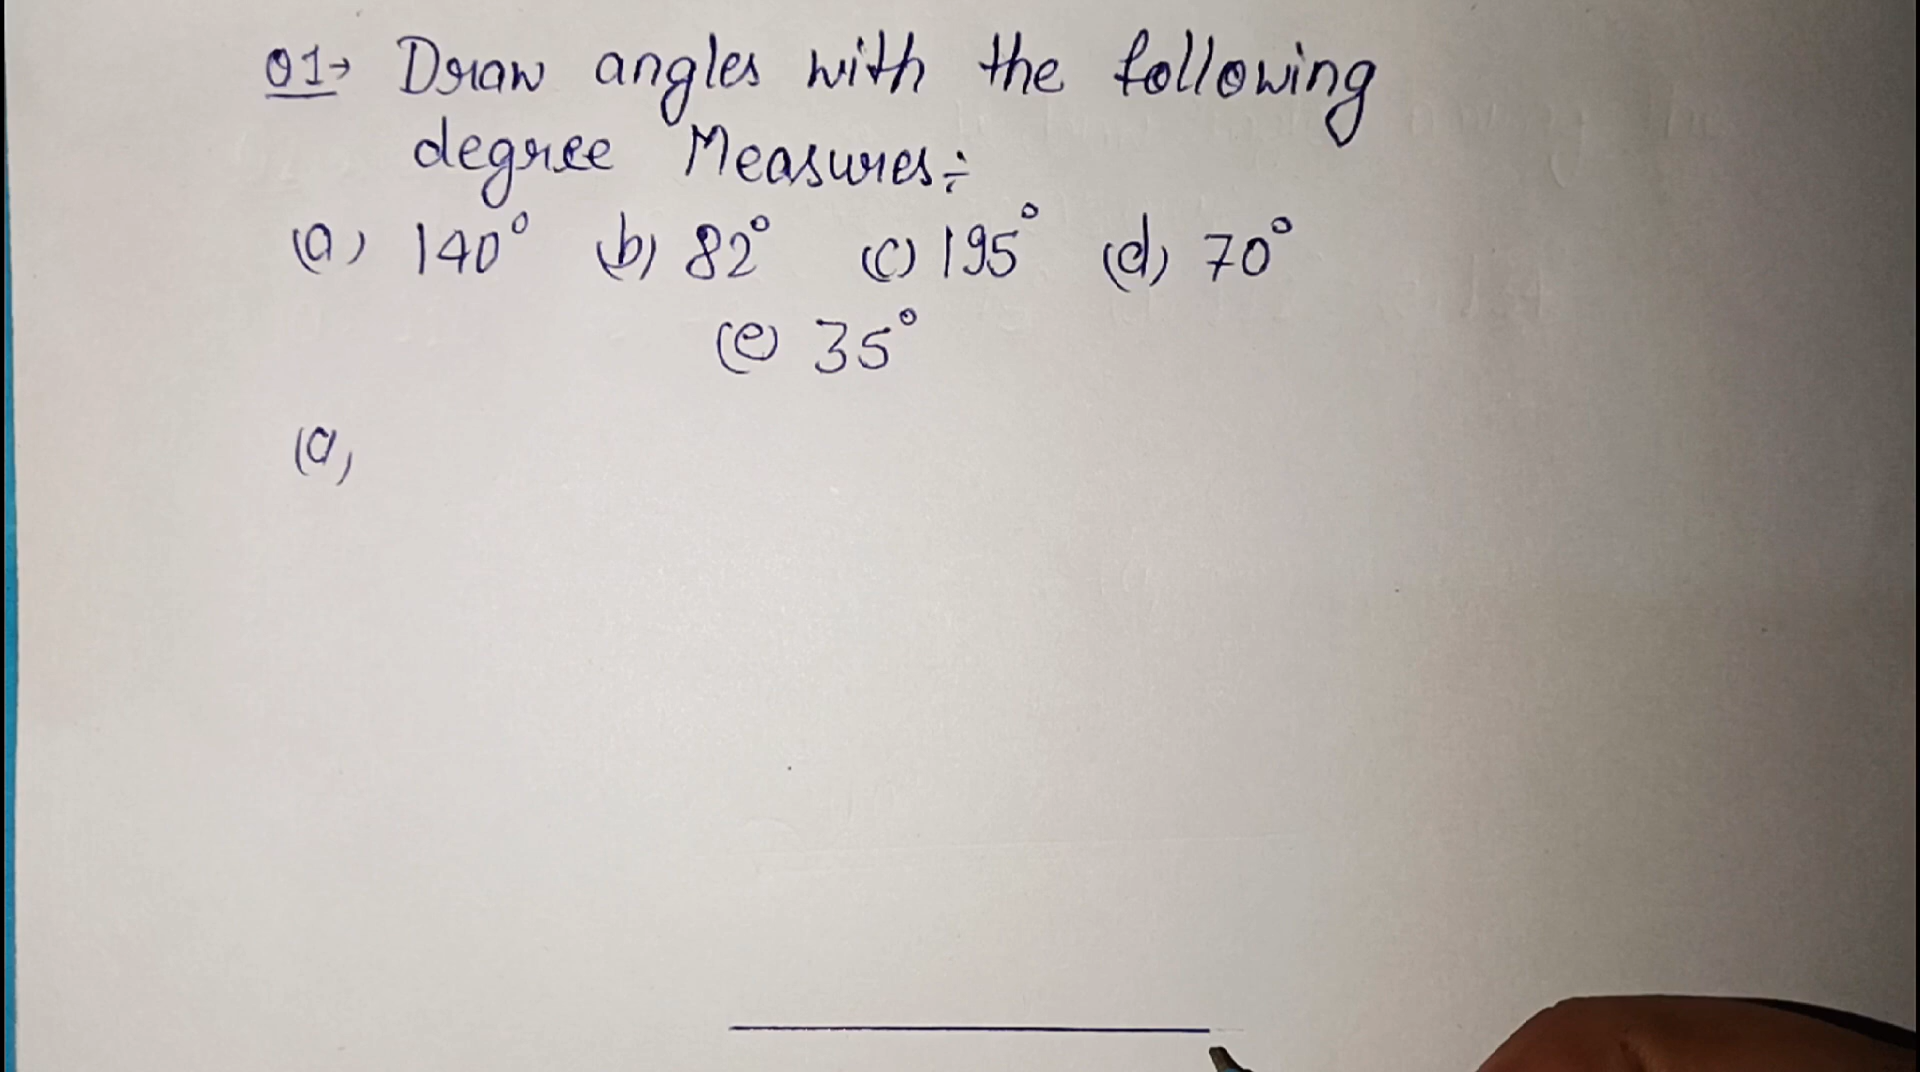 Q1→ Draw angles with the following
degree Measures:-
(a) 140° (b) 82° (c) 195° (d) 70°
(e) 35°
(a)